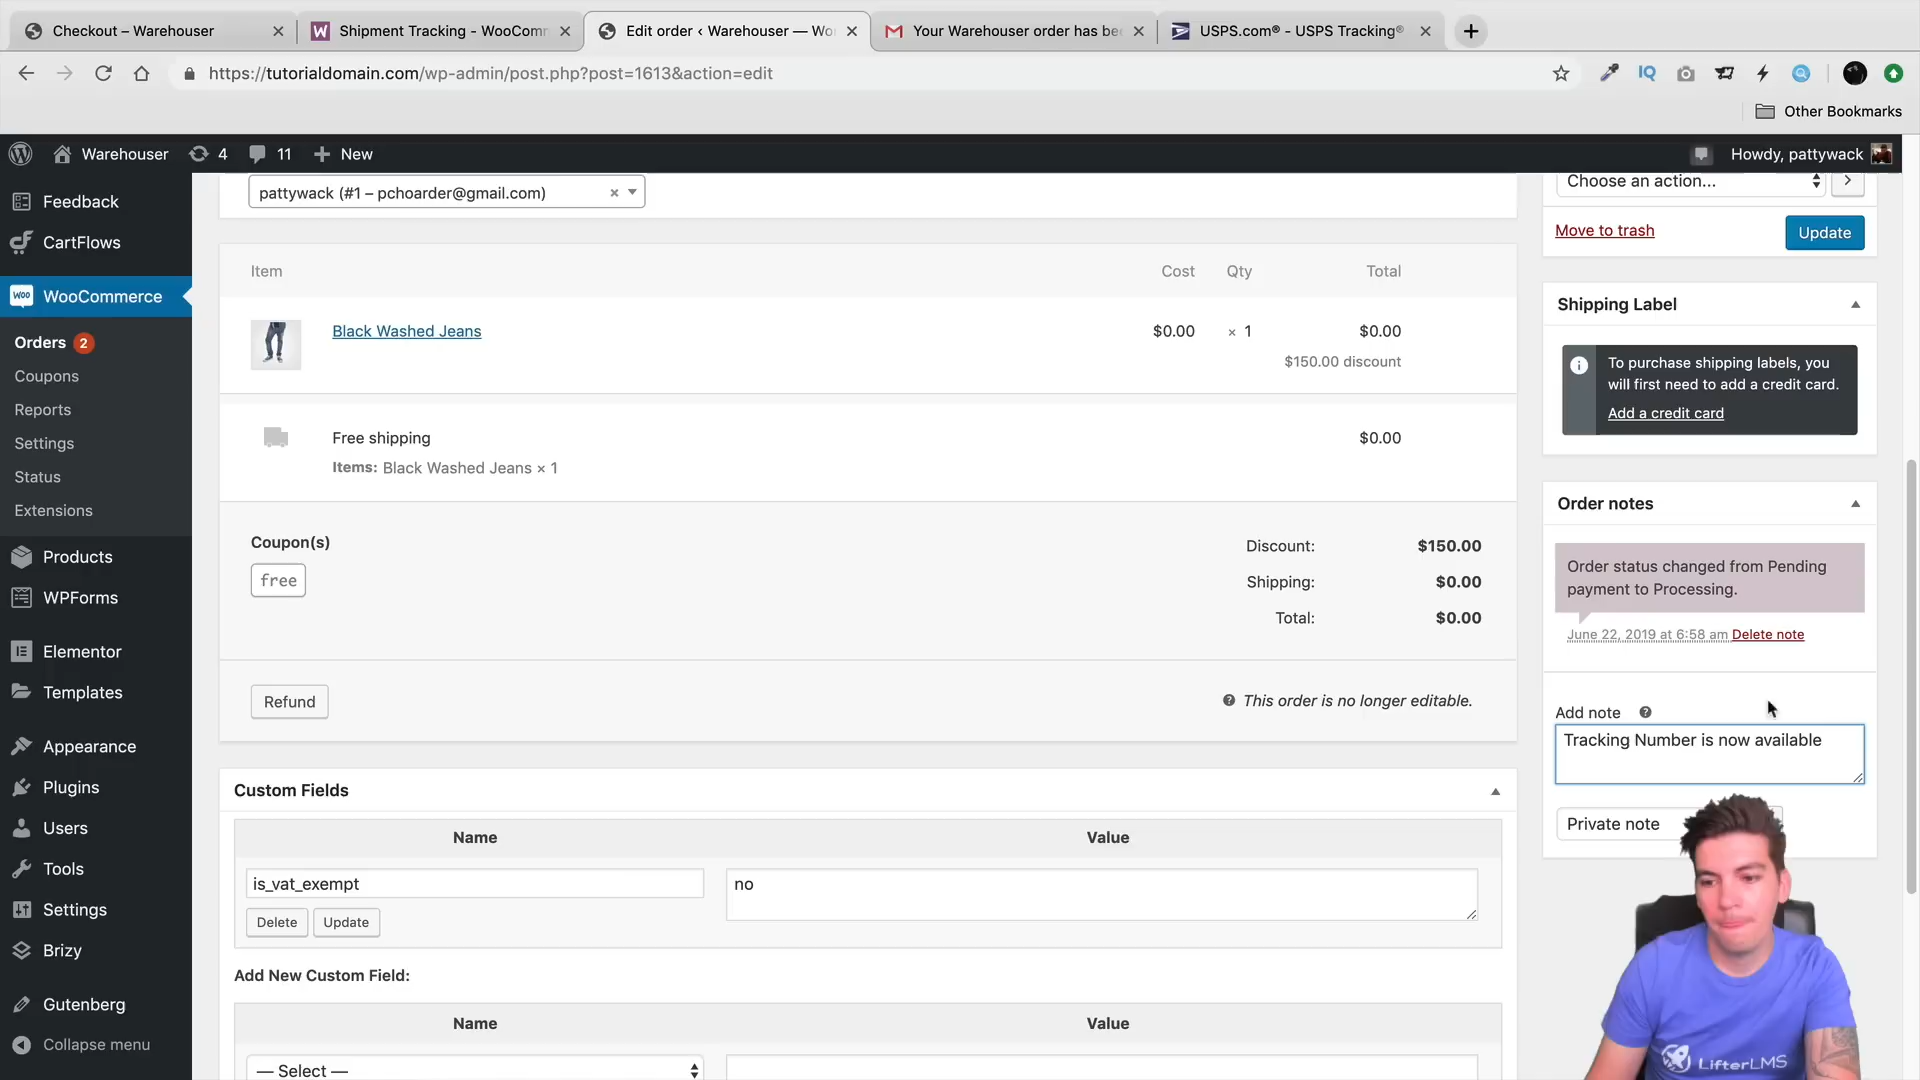 Checkout – Warehouser
Shipment Tracking - WooComm
Edit order ‹ Warehouser — Wo
Your Warehouser order has be
USPS.com® - USPS Tracking®
https://tutorialdomain.com/wp-admin/post.php?post=1613&action=edit
IQ
Other Bookmarks
Warehouser
4
11
New
Howdy, pattywack
Feedback
CartFlows
WooCommerce
Orders 2
Coupons
Reports
Settings
Status
Extensions
Products
WPForms
Elementor
Templates
Appearance
Plugins
Users
Tools
Settings
Brizy
Gutenberg
Collapse menu
pattywack (#1 – pchoarder@gmail.com) ×
Item Cost Qty Total
Black Washed Jeans $0.00 × 1 $0.00
$150.00 discount
Free shipping $0.00
Items: Black Washed Jeans × 1
Coupon(s)
free
Discount: $150.00
Shipping: $0.00
Total: $0.00
Refund
This order is no longer editable.
Custom Fields
Name Value
is_vat_exempt no
Delete Update
Add New Custom Field:
Name Value
— Select —
Choose an action...
Move to trash Update
Shipping Label
To purchase shipping labels, you
will first need to add a credit card.
Add a credit card
Order notes
Order status changed from Pending
payment to Processing.
June 22, 2019 at 6:58 am Delete note
Add note
Tracking Number is now available
Private note
LifterLMS